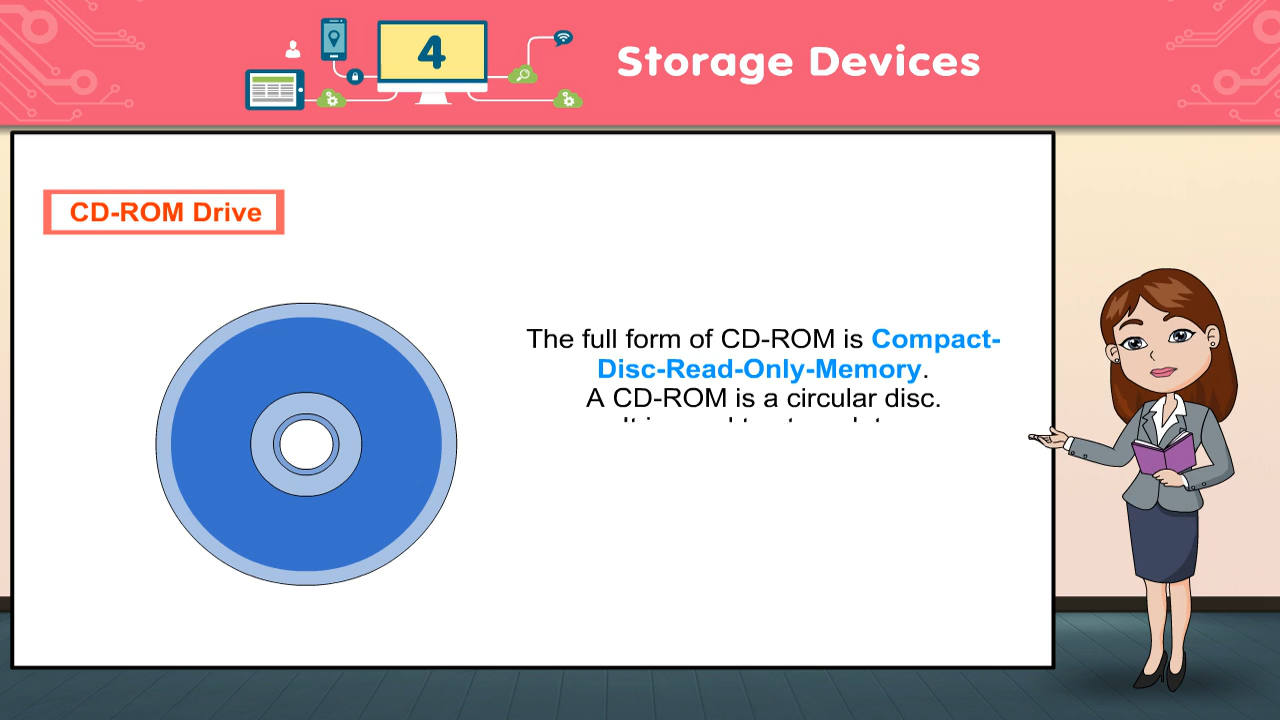 4
Storage Devices
CD-ROM Drive
The full form of CD-ROM is Compact-
Disc-Read-Only-Memory.
A CD-ROM is a circular disc.